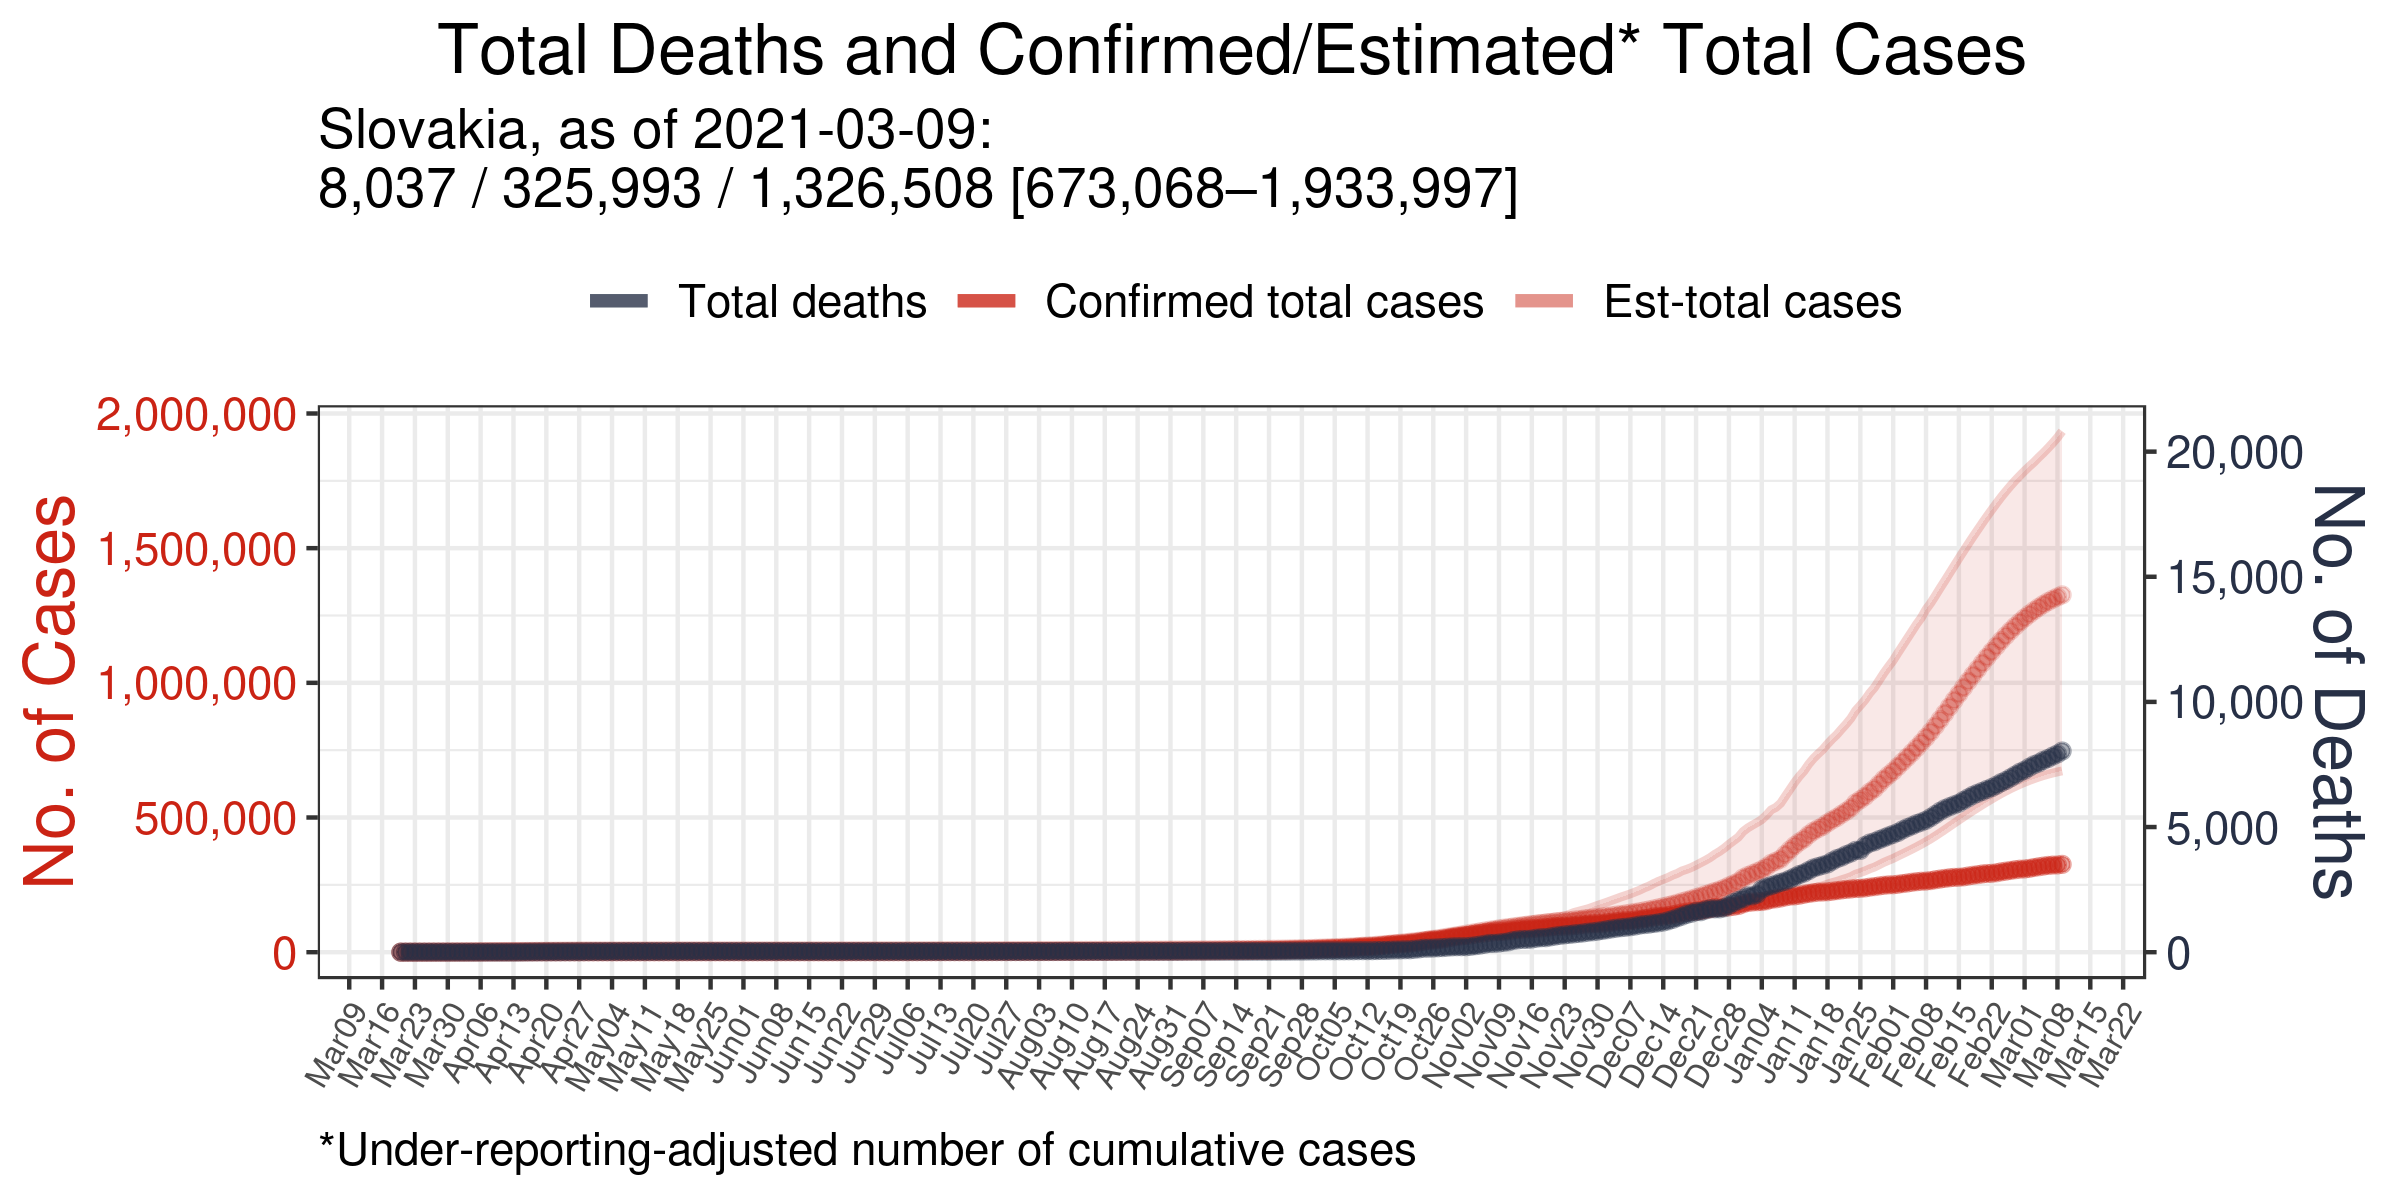 Total Deaths and Confirmed/Estimated* Total Cases
Slovakia, as of 2021-03-09:
8,037 / 325,993 / 1,326,508 [673,068–1,933,997]
Total deaths
Confirmed total cases
Est-total cases
No. of Cases
2,000,000
1,500,000
1,000,000
500,000
0
20,000
15,000
10,000
5,000
0
No. of Deaths
Mar09
Mar16
Mar23
Mar30
Apr06
Apr13
Apr20
Apr27
May04
May11
May18
May25
Jun01
Jun08
Jun15
Jun22
Jun29
Jul06
Jul13
Jul20
Jul27
Aug03
Aug10
Aug17
Aug24
Aug31
Sep07
Sep14
Sep21
Sep28
Oct05
Oct12
Oct19
Oct26
Nov02
Nov09
Nov16
Nov23
Nov30
Dec07
Dec14
Dec21
Dec28
Jan04
Jan11
Jan18
Jan25
Feb01
Feb08
Feb15
Feb22
Mar01
Mar08
Mar15
Mar22
*Under-reporting-adjusted number of cumulative cases